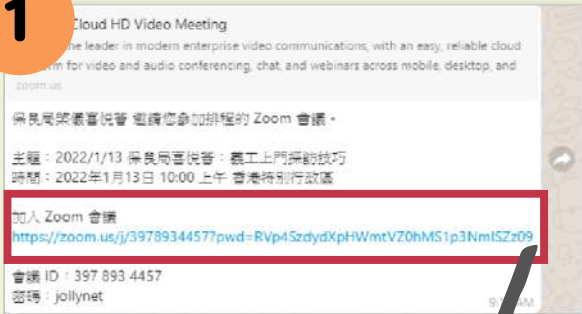 1
Cloud HD Video Meeting
he leader in modern enterprise video communications, with an easy, reliable cloud
m for video and audio conferencing, chat, and webinars across mobile, desktop, and
zoom.us
保良局 喜悅薈 邀請您參加排程的 Zoom 會議。
主題：2022/1/13 保良局喜悅薈：義工上門探訪技巧
時間：2022年1月13日 10:00 上午 香港特別行政區
加入 Zoom 會議
https://zoom.us/j/3978934457?pwd=RVp4SzdydXpHWmtVZ0hMS1p3NmlSZz09
會議 ID：397 893 4457
密碼：jollynet
AM